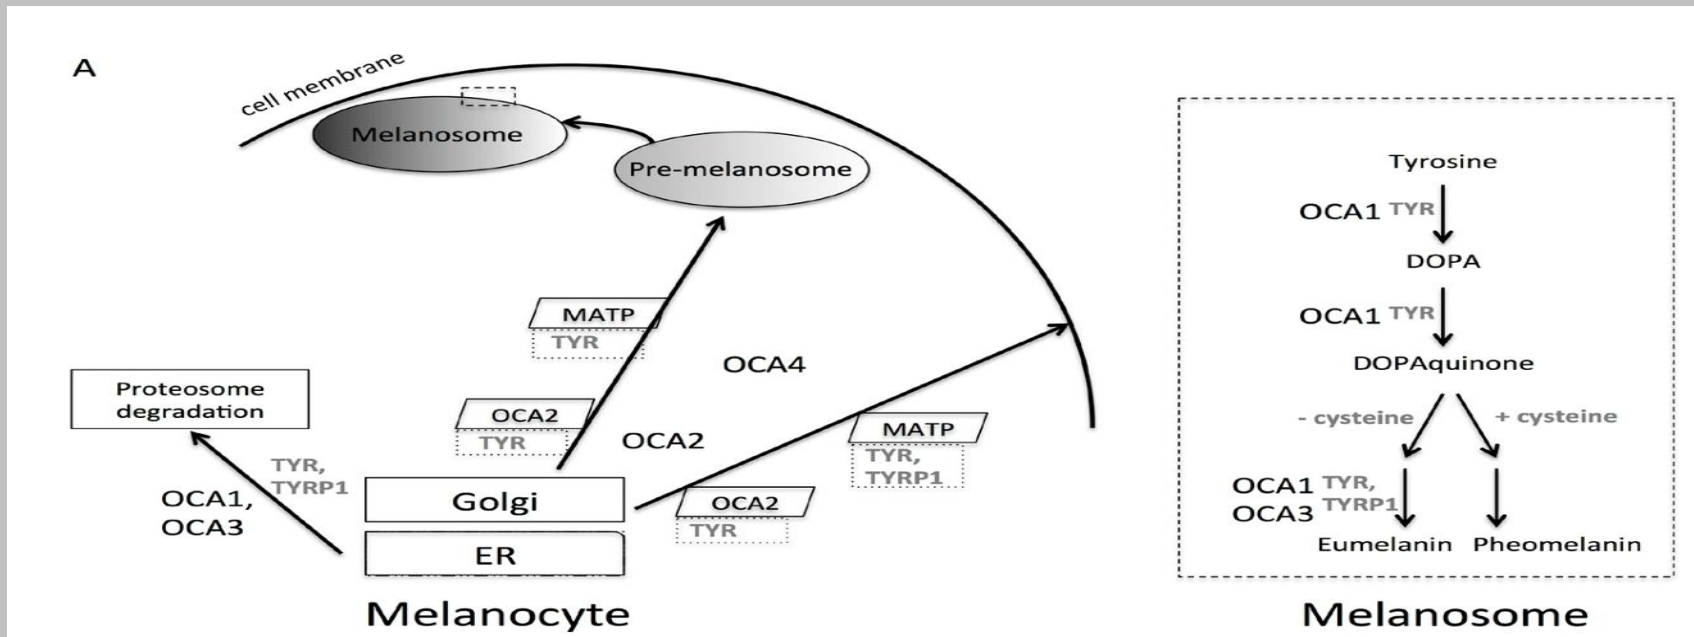 A
cell membrane
Melanosome
Pre-melanosome
MATP
TYR
OCA4
OCA2
TYR
OCA2
MATP
TYR,
TYRP1
OCA2
TYR
Proteosome
degradation
TYR,
TYRP1
OCA1,
OCA3
Golgi
ER
Melanocyte
Tyrosine
OCA1 TYR
DOPA
OCA1 TYR
DOPAquinone
- cysteine + cysteine
OCA1 TYR,
OCA3 TYRP1
Eumelanin Pheomelanin
Melanosome